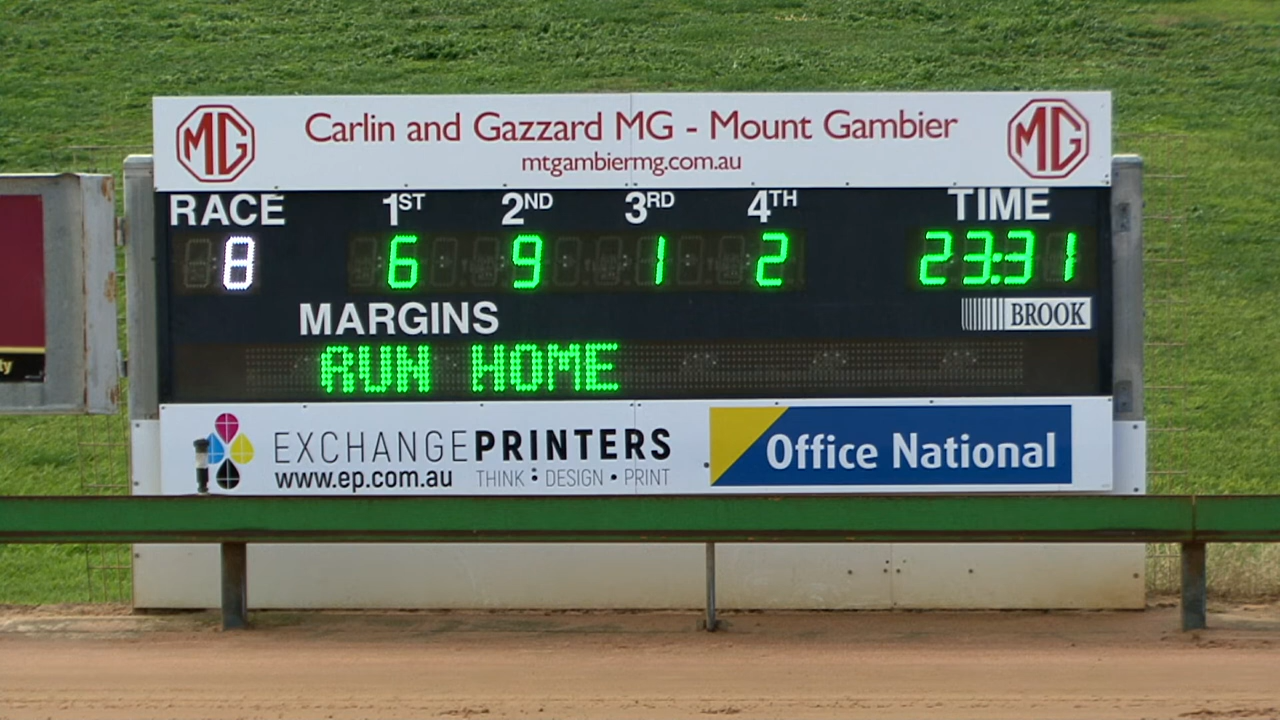 Carlin and Gazzard MG - Mount Gambier
mtgambiermg.com.au
MG
MG
RACE 1ST 2ND 3RD 4TH TIME
8 6 9 1 2 23:31
MARGINS
BROOK
RUN HOME
EXCHANGEPRINTERS
www.ep.com.au THINK : DESIGN • PRINT
Office National
ty